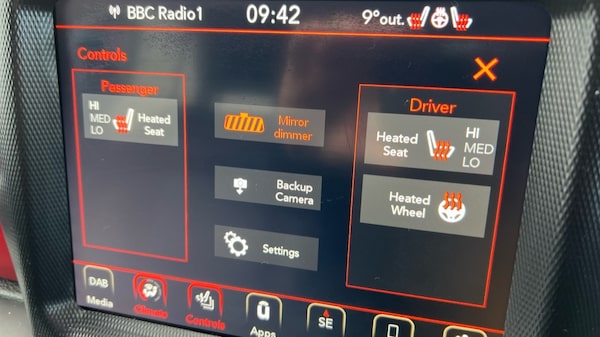 BBC Radio1 09:42 9°out.
Controls
Passenger
HI
MED
LO
Heated
Seat
Mirror
dimmer
Backup
Camera
Settings
Driver
Heated
Seat
HI
MED
LO
Heated
Wheel
DAB
Media
Climate
Controls
Apps
SE